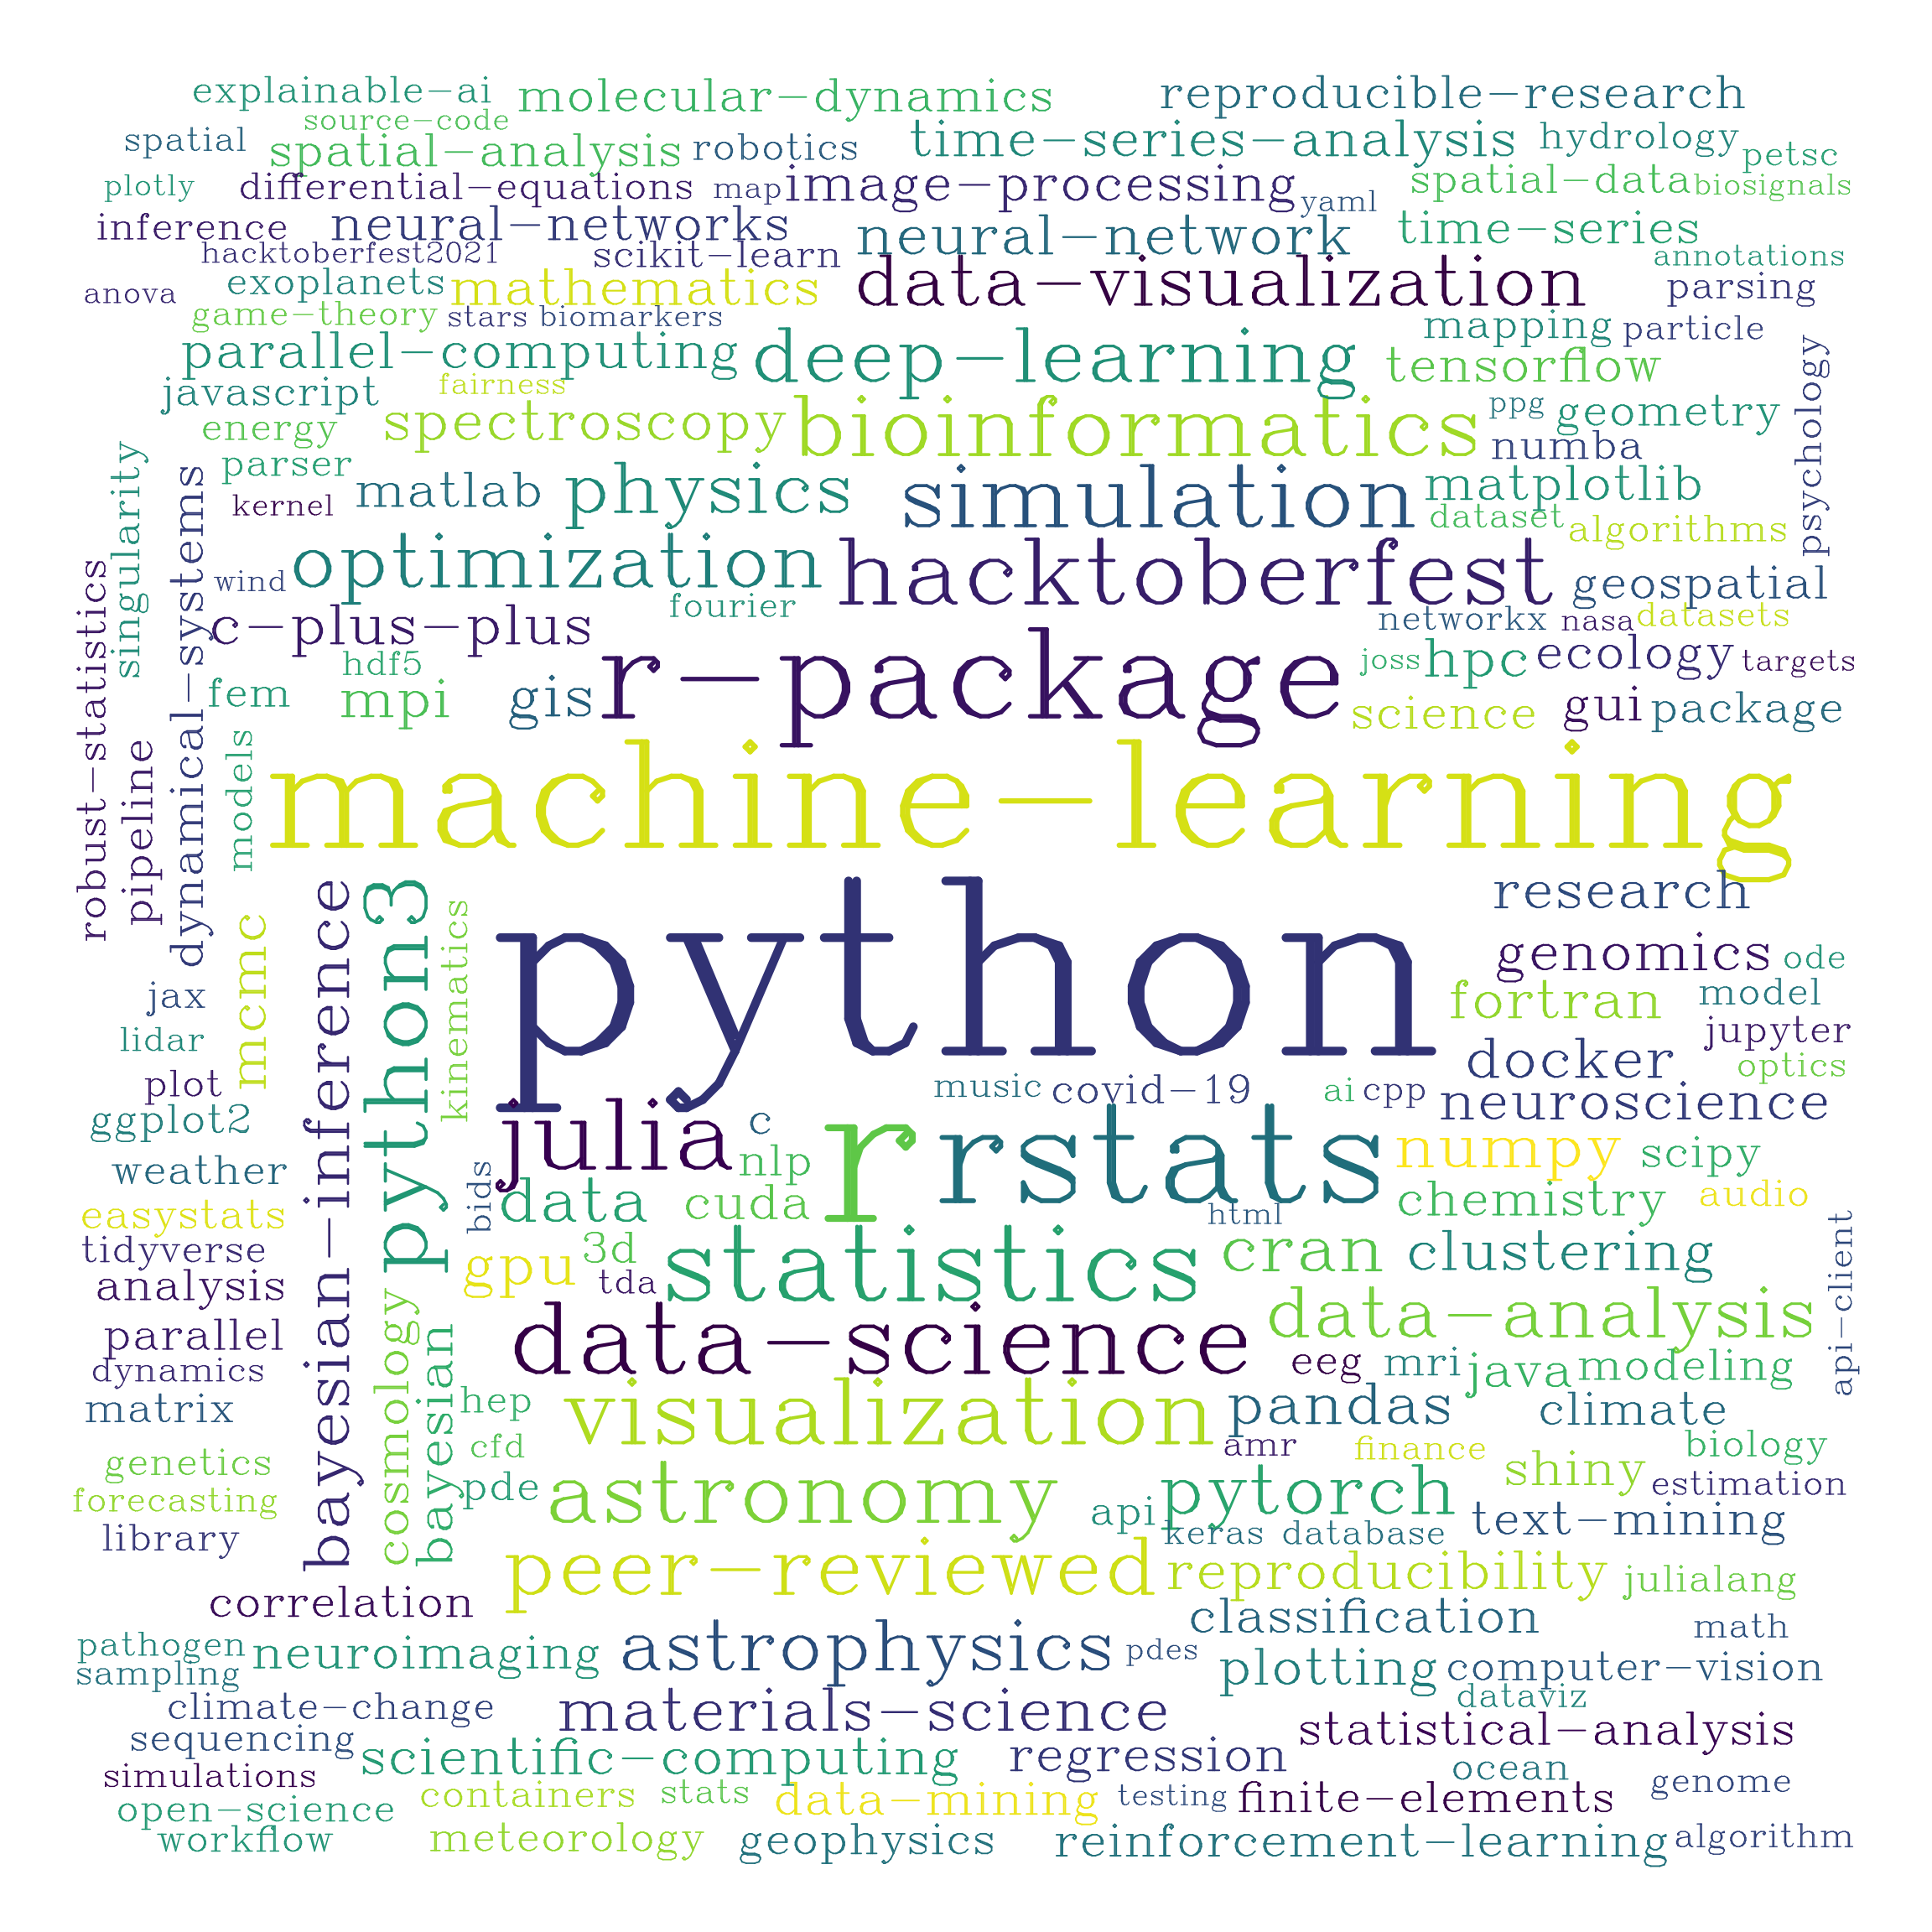 explainable-ai
molecular-dynamics
reproducible-research
source-code
spatial
spatial-analysis
robotics
time-series-analysis
hydrology
petsc
plotly
differential-equations
map
image-processing
yaml
spatial-data
biosignals
inference
neural-networks
neural-network
time-series
hacktoberfest2021
scikit-learn
data-visualization
annotations
anova
exoplanets
mathematics
parsing
game-theory
stars
biomarkers
mapping
particle
parallel-computing
deep-learning
tensorflow
psychology
javascript
fairness
energy
spectroscopy
bioinformatics
ppg
geometry
numba
parser
kernel
matlab
physics
simulation
matplotlib
dataset
algorithms
singularity
dynamical-systems
robust-statistics
wind
optimization
hacktoberfest
geospatial
fourier
c-plus-plus
networkx
nasa
datasets
hdf5
r-package
joss
hpc
ecology
targets
fem
mpi
gis
science
gui
package
pipeline
models
machine-learning
research
mcmc
bayesian-inference
python3
kinematics
python
genomics
ode
jax
fortran
model
lidar
jupyter
plot
docker
optics
music
covid-19
ai
cpp
neuroscience
ggplot2
julia
c
r
rstats
numpy
scipy
weather
nlp
bids
data
cuda
chemistry
audio
easystats
html
tidyverse
gpu
3d
tda
statistics
cran
clustering
api-client
analysis
cosmology
bayesian
data-science
data-analysis
parallel
dynamics
eeg
mri
java
modeling
matrix
hep
visualization
pandas
climate
cfd
amr
finance
biology
genetics
pde
astronomy
shiny
estimation
forecasting
api
pytorch
text-mining
library
keras
database
peer-reviewed
reproducibility
julialang
correlation
classification
math
pathogen
neuroimaging
astrophysics
pdes
plotting
computer-vision
sampling
dataviz
climate-change
materials-science
statistical-analysis
sequencing
scientific-computing
regression
ocean
simulations
containers
stats
data-mining
testing
finite-elements
genome
open-science
workflow
meteorology
geophysics
reinforcement-learning
algorithm